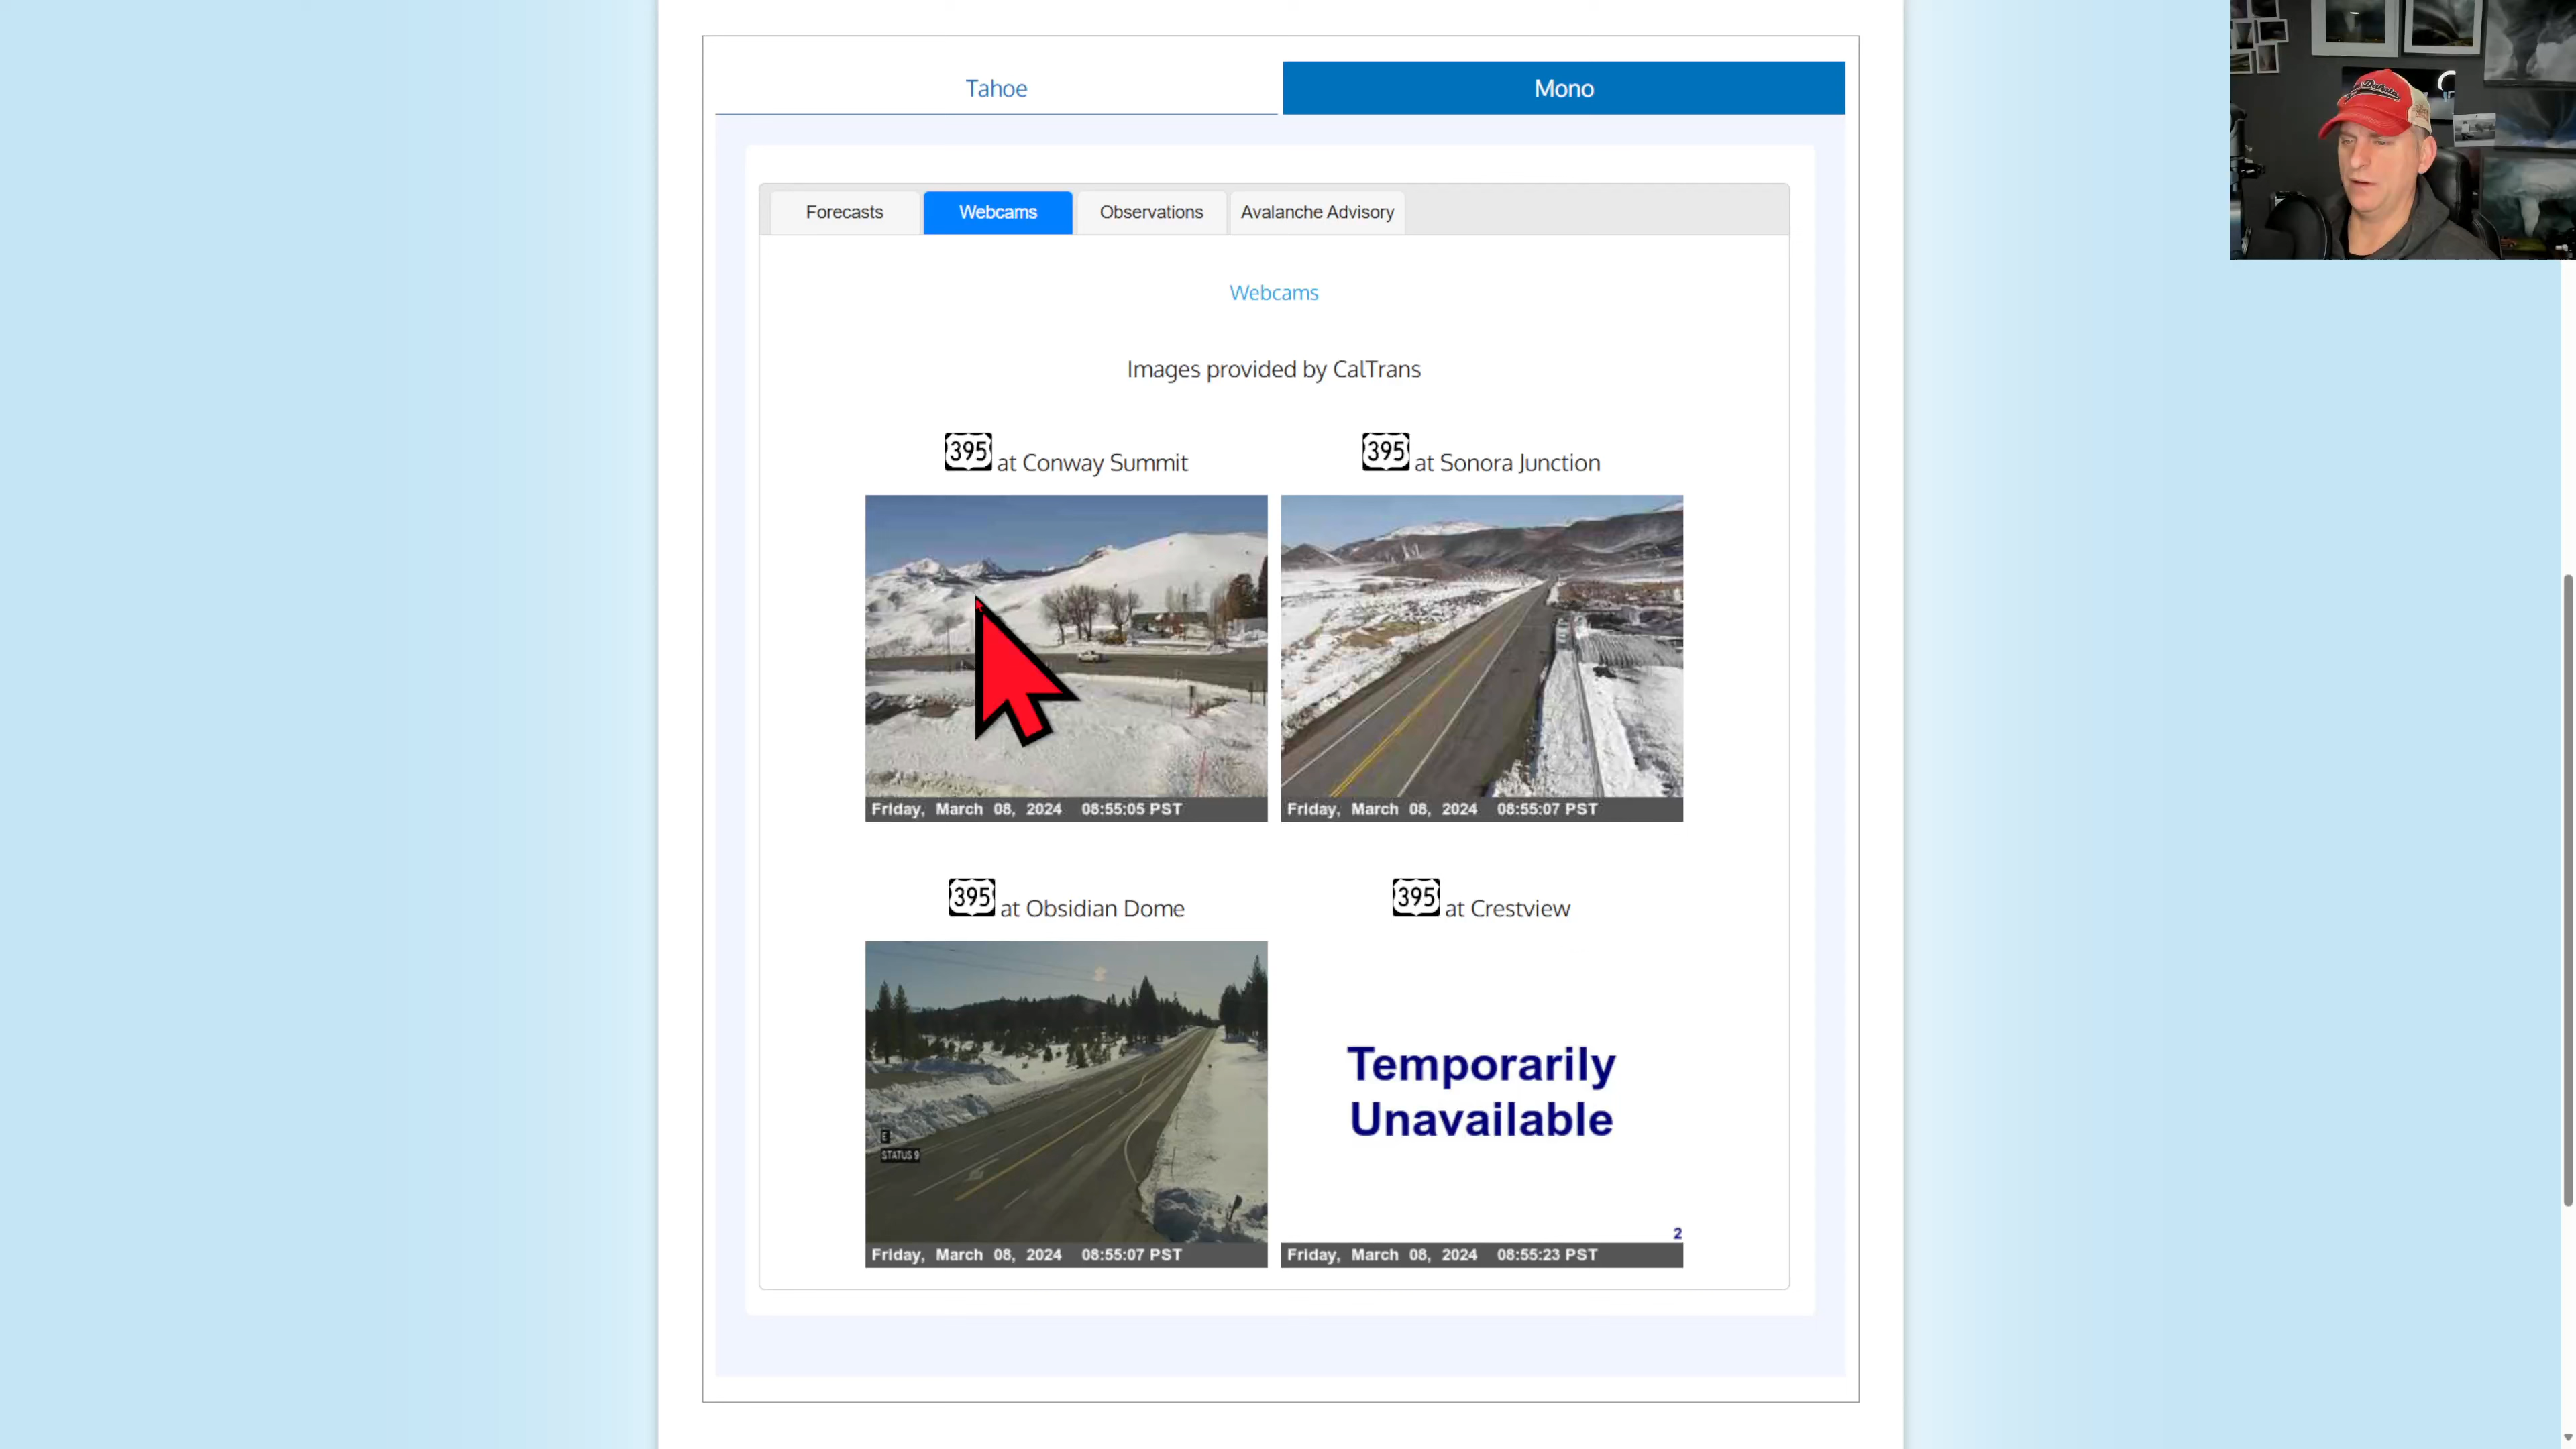 Tahoe
Mono
Forecasts
Webcams
Observations
Avalanche Advisory
Webcams
Images provided by CalTrans
395 at Conway Summit
395 at Sonora Junction
Friday, March 08, 2024 08:55:05 PST
Friday, March 08, 2024 08:55:07 PST
395 at Obsidian Dome
395 at Crestview
E
STATUS 9
Temporarily
Unavailable
2
Friday, March 08, 2024 08:55:07 PST
Friday, March 08, 2024 08:55:23 PST